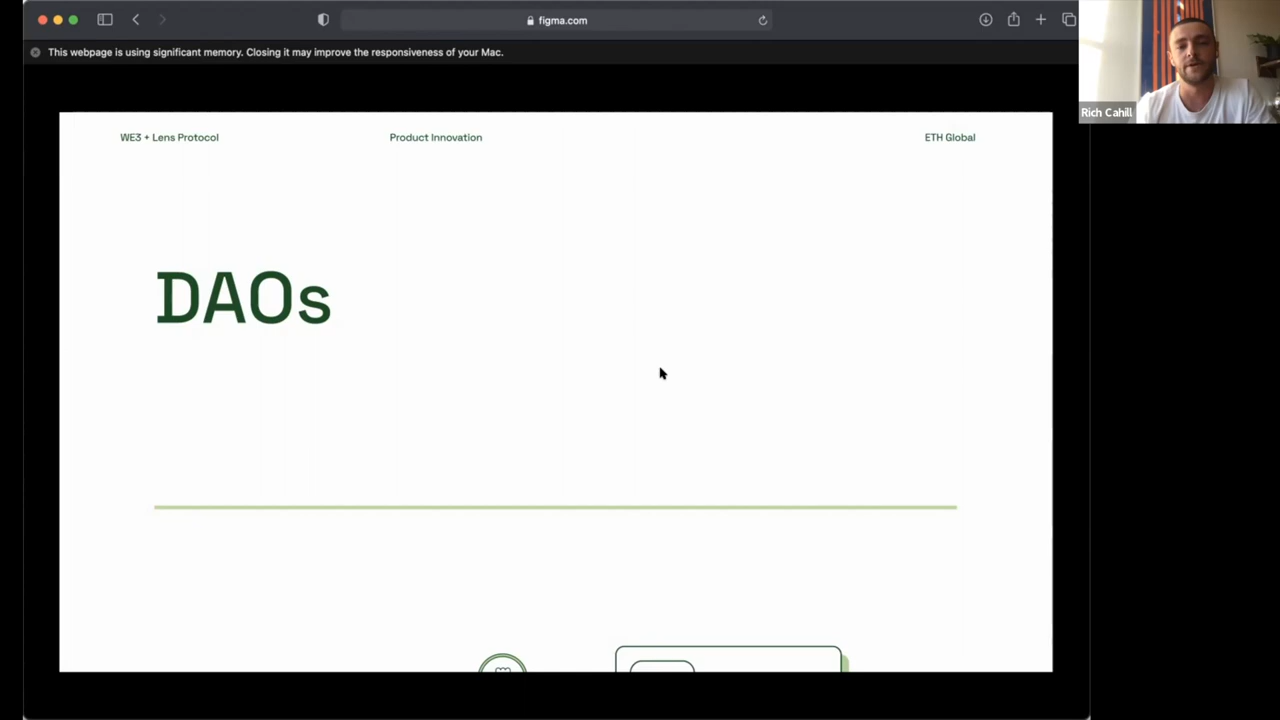 figma.com
This webpage is using significant memory. Closing it may improve the responsiveness of your Mac.
Rich Cahill
WE3 + Lens Protocol
Product Innovation
ETH Global
DAOs